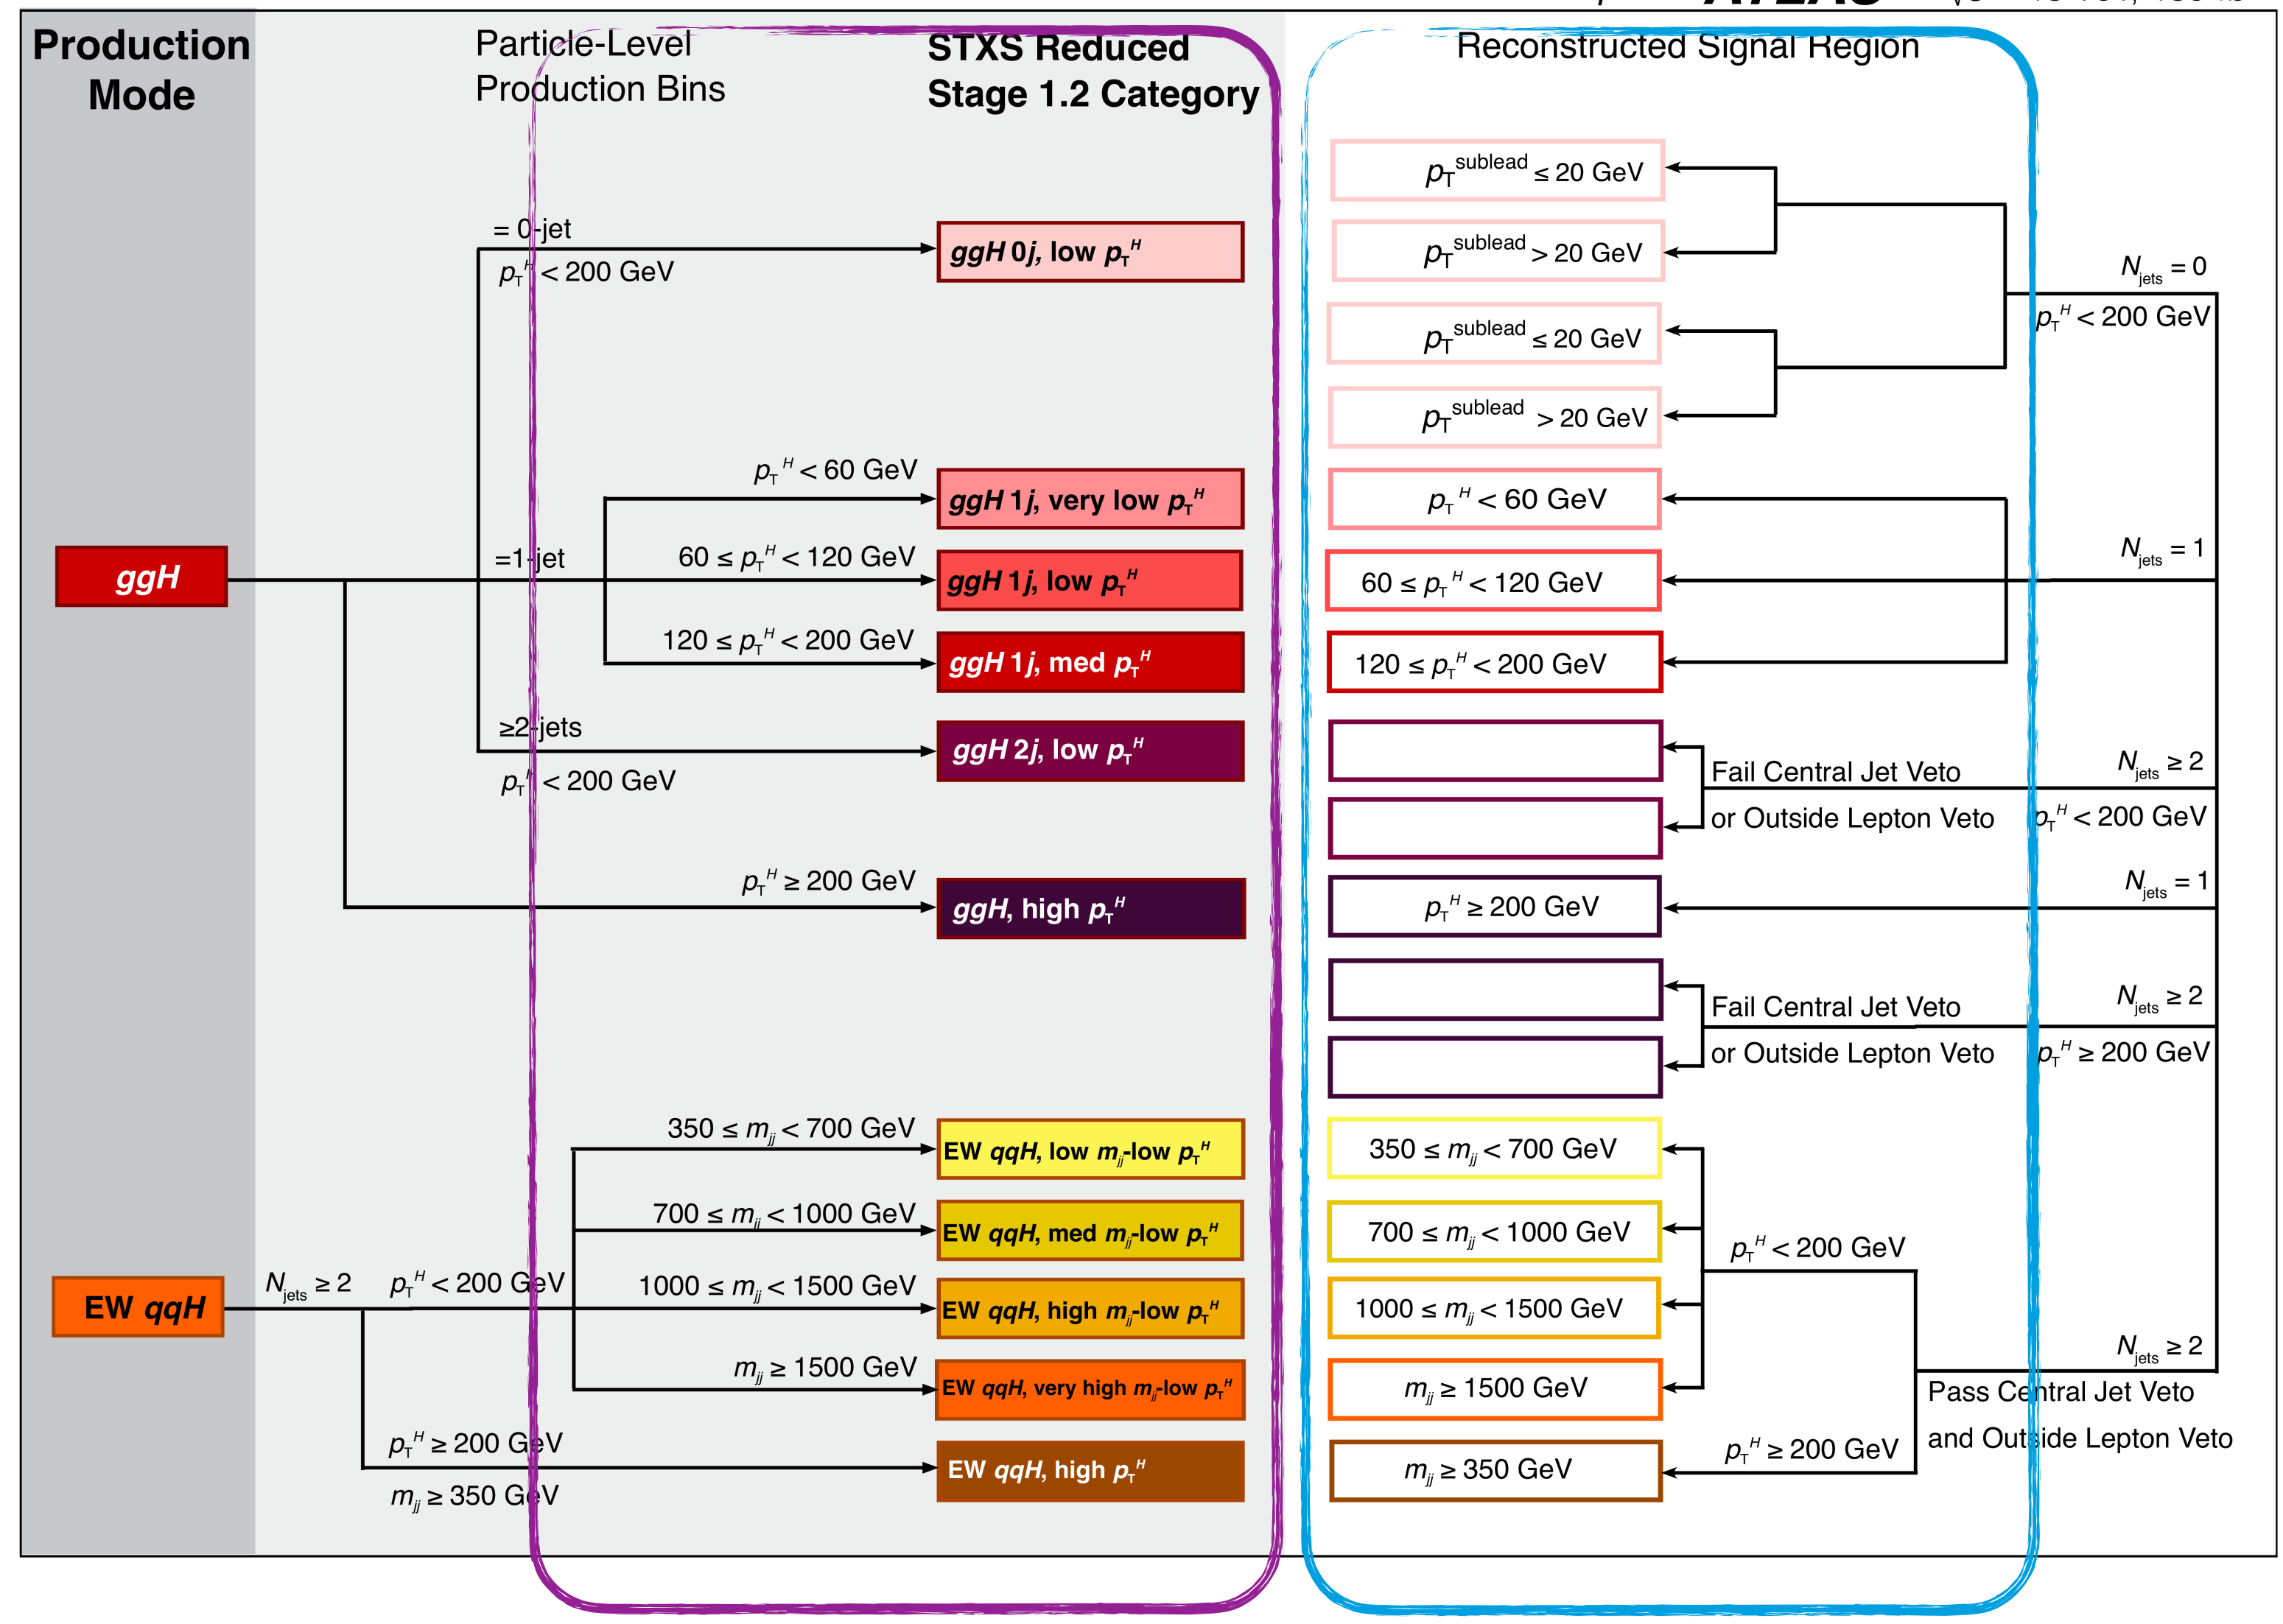 Production
Mode
Particle-Level
Production Bins
STXS Reduced
Stage 1.2 Category
Reconstructed Signal Region
ggH
= 0-jet
p_T^H < 200 GeV
ggH 0j, low p_T^H
=1-jet
p_T^H < 60 GeV
ggH 1j, very low p_T^H
60 ≤ p_T^H < 120 GeV
ggH 1j, low p_T^H
120 ≤ p_T^H < 200 GeV
ggH 1j, med p_T^H
≥2-jets
p_T^H < 200 GeV
ggH 2j, low p_T^H
p_T^H ≥ 200 GeV
ggH, high p_T^H
EW qqH
N_jets ≥ 2
p_T^H < 200 GeV
350 ≤ m_jj < 700 GeV
EW qqH, low m_jj-low p_T^H
700 ≤ m_jj < 1000 GeV
EW qqH, med m_jj-low p_T^H
1000 ≤ m_jj < 1500 GeV
EW qqH, high m_jj-low p_T^H
m_jj ≥ 1500 GeV
EW qqH, very high m_jj-low p_T^H
p_T^H ≥ 200 GeV
m_jj ≥ 350 GeV
EW qqH, high p_T^H
p_T^sublead ≤ 20 GeV
p_T^sublead > 20 GeV
p_T^sublead ≤ 20 GeV
p_T^sublead > 20 GeV
N_jets = 0
p_T^H < 200 GeV
p_T^H < 60 GeV
60 ≤ p_T^H < 120 GeV
120 ≤ p_T^H < 200 GeV
N_jets = 1
Fail Central Jet Veto
or Outside Lepton Veto
N_jets ≥ 2
p_T^H < 200 GeV
p_T^H ≥ 200 GeV
N_jets = 1
Fail Central Jet Veto
or Outside Lepton Veto
N_jets ≥ 2
p_T^H ≥ 200 GeV
350 ≤ m_jj < 700 GeV
700 ≤ m_jj < 1000 GeV
1000 ≤ m_jj < 1500 GeV
m_jj ≥ 1500 GeV
p_T^H < 200 GeV
m_jj ≥ 350 GeV
p_T^H ≥ 200 GeV
N_jets ≥ 2
Pass Central Jet Veto
and Outside Lepton Veto